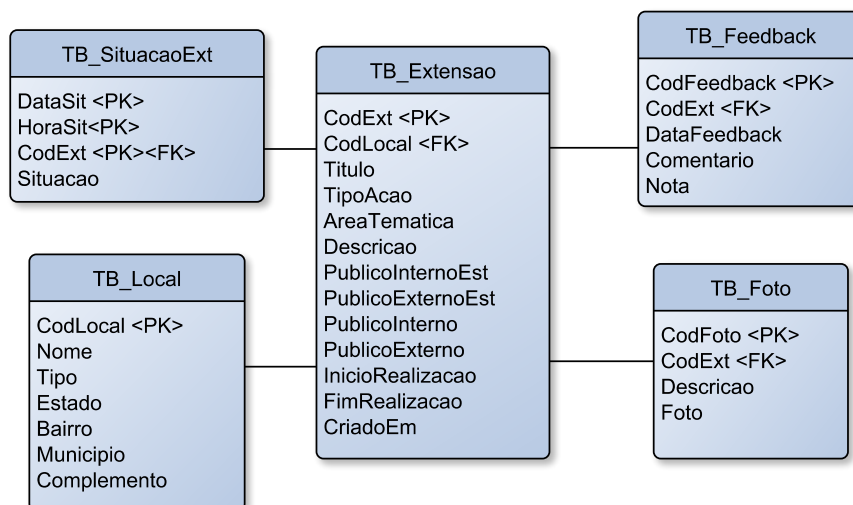 TB_SituacaoExt
DataSit <PK>
HoraSit<PK>
CodExt <PK><FK>
Situacao
TB_Extensao
CodExt <PK>
CodLocal <FK>
Titulo
TipoAcao
AreaTematica
Descricao
PublicoInternoEst
PublicoExternoEst
PublicoInterno
PublicoExterno
InicioRealizacao
FimRealizacao
CriadoEm
TB_Feedback
CodFeedback <PK>
CodExt <FK>
DataFeedback
Comentario
Nota
TB_Local
CodLocal <PK>
Nome
Tipo
Estado
Bairro
Municipio
Complemento
TB_Foto
CodFoto <PK>
CodExt <FK>
Descricao
Foto